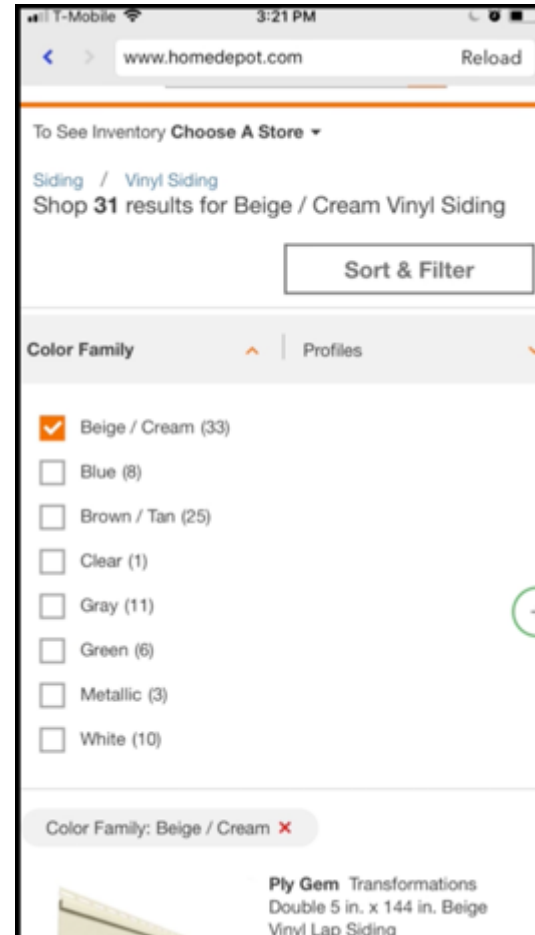 T-Mobile 3:21 PM
www.homedepot.com Reload
To See Inventory Choose A Store
Siding / Vinyl Siding
Shop 31 results for Beige / Cream Vinyl Siding
Sort & Filter
Color Family Profiles
Beige / Cream (33)
Blue (8)
Brown / Tan (25)
Clear (1)
Gray (11)
Green (6)
Metallic (3)
White (10)
Color Family: Beige / Cream ×
Ply Gem Transformations
Double 5 in. x 144 in. Beige
Vinyl Lap Siding